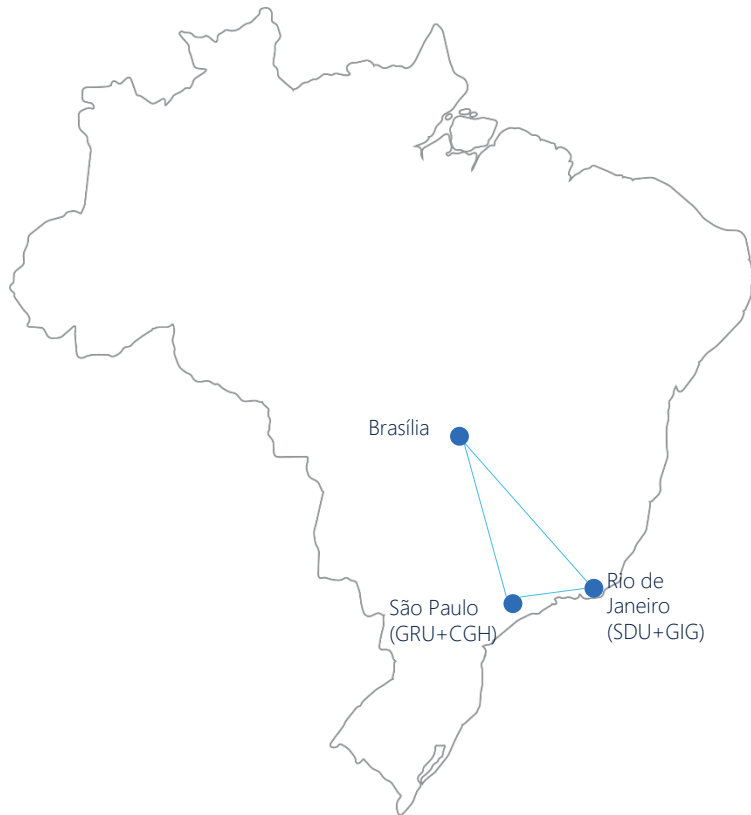 Brasília
São Paulo
(GRU+CGH)
Rio de
Janeiro
(SDU+GIG)